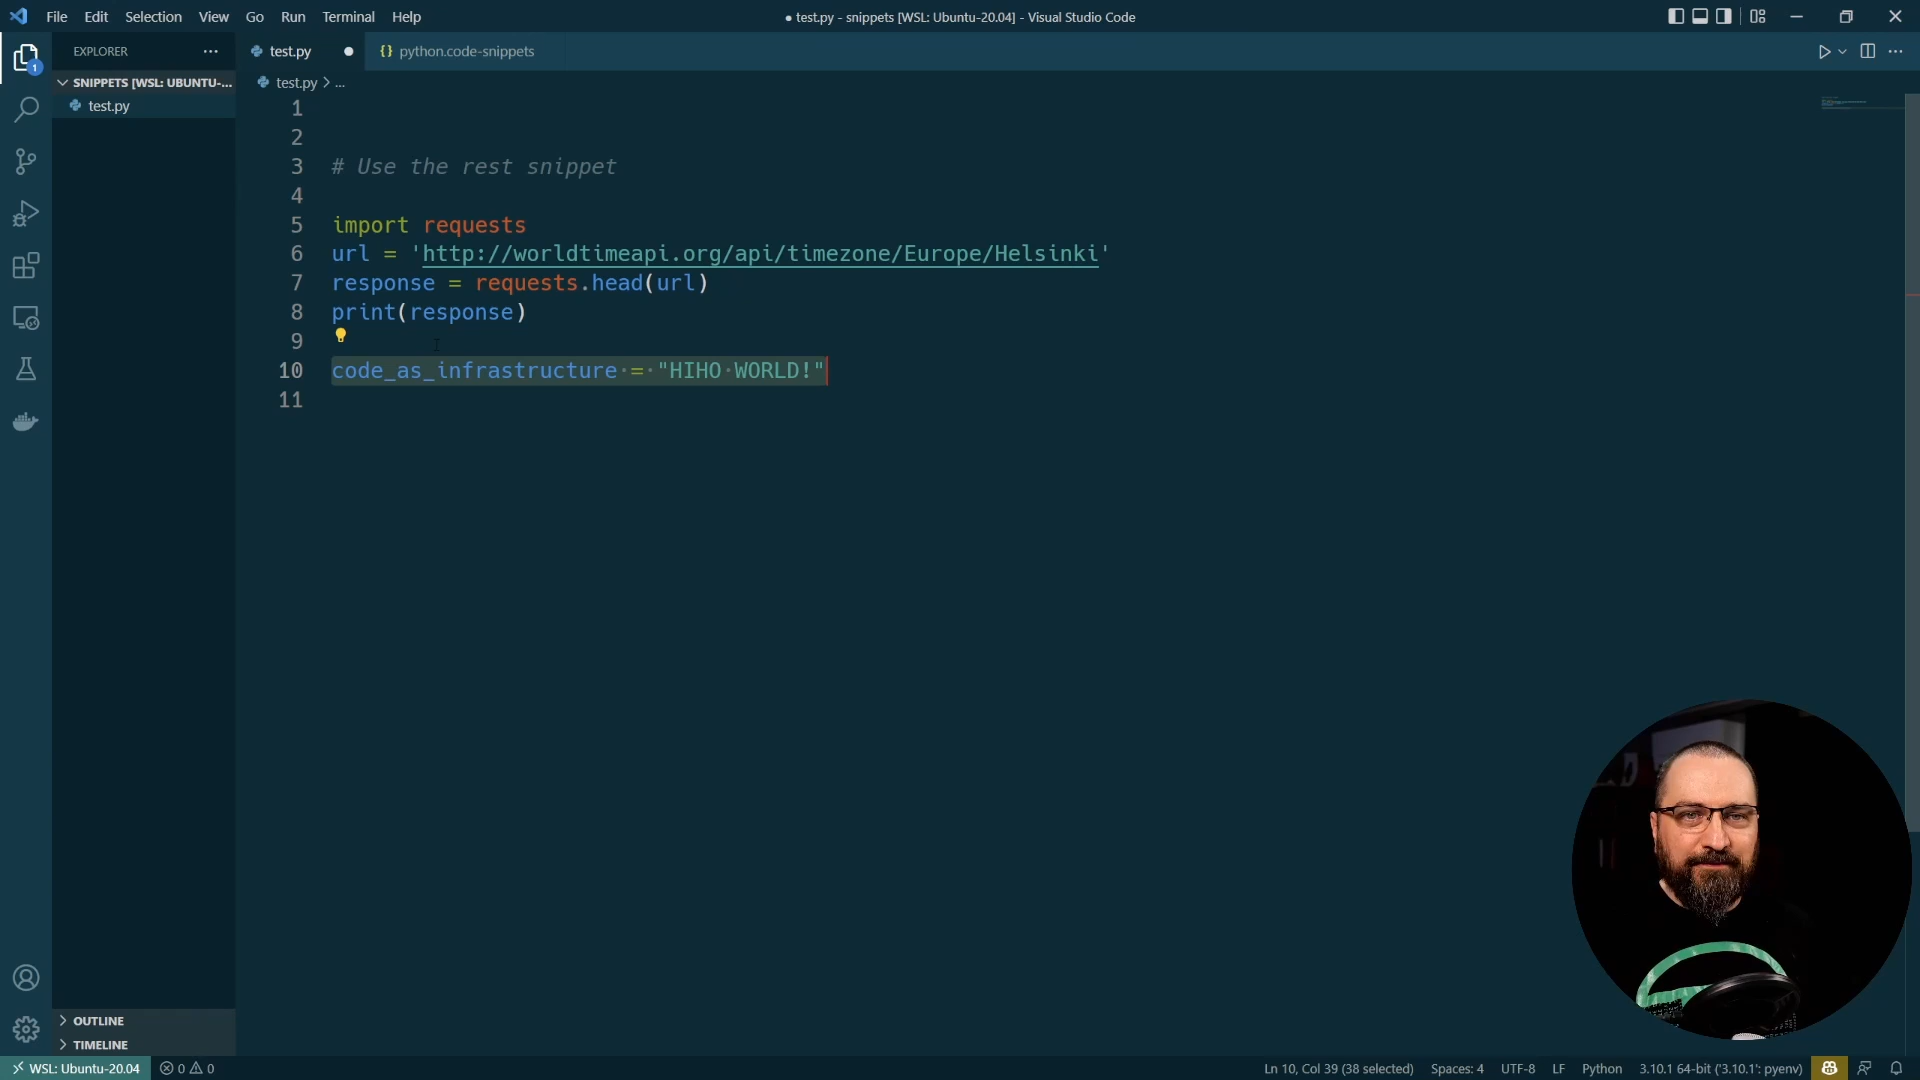 File Edit Selection View Go Run Terminal Help
● test.py - snippets [WSL: Ubuntu-20.04] - Visual Studio Code
EXPLORER
test.py
{} python.code-snippets
SNIPPETS [WSL: UBUNTU-...
test.py
test.py > ...
1
2
3 # Use the rest snippet
4
5 import requests
6 url = 'http://worldtimeapi.org/api/timezone/Europe/Helsinki'
7 response = requests.head(url)
8 print(response)
9
10 code_as_infrastructure = "HIHO WORLD!"
11
1
OUTLINE
TIMELINE
WSL: Ubuntu-20.04 0 0 Ln 10, Col 39 (38 selected) Spaces: 4 UTF-8 LF Python 3.10.1 64-bit ('3.10.1': pyenv)